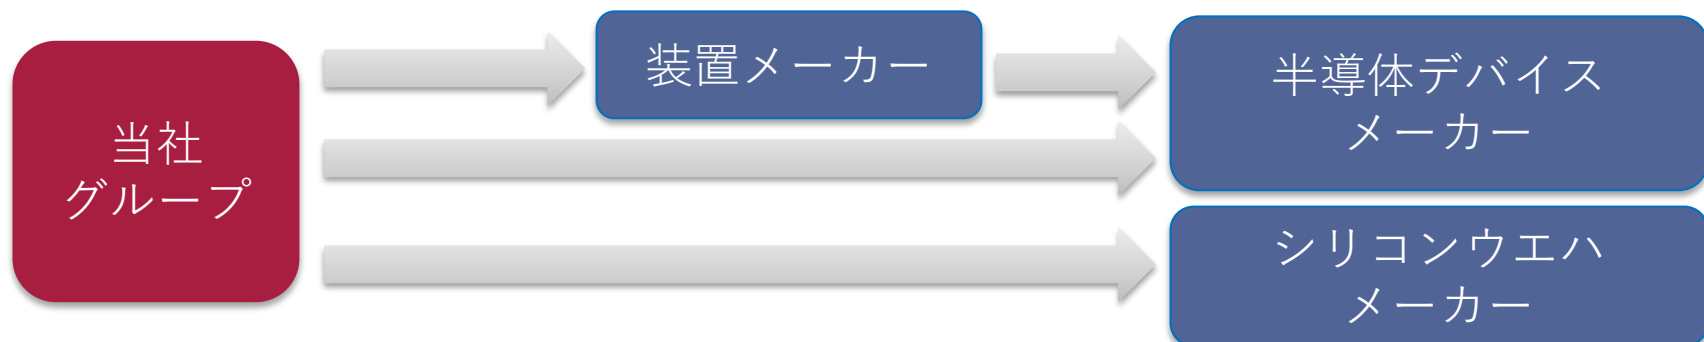 当社
グループ
装置メーカー
半導体デバイス
メーカー
シリコンウエハ
メーカー